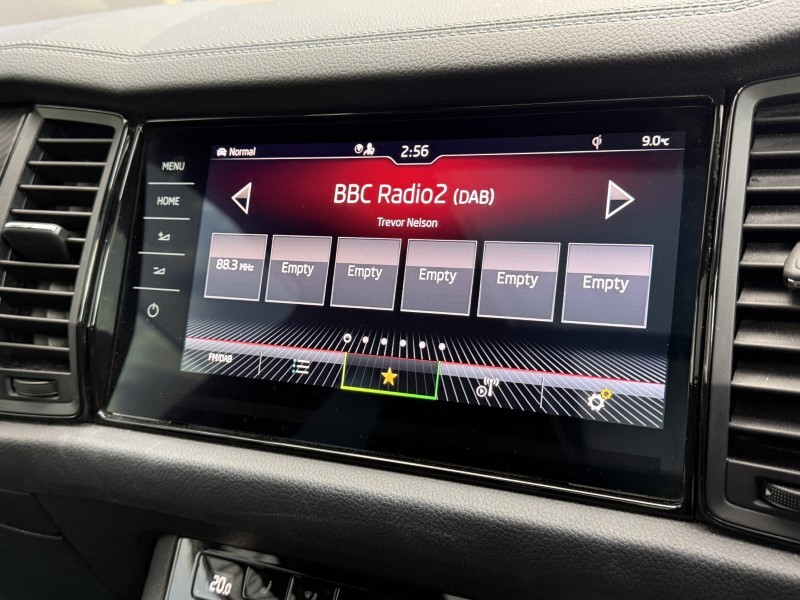 Normal 2:56 9.0°C
MENU
HOME
BBC Radio2 (DAB)
Trevor Nelson
88.3 MHz Empty Empty Empty Empty Empty
FM/DAB
20.0